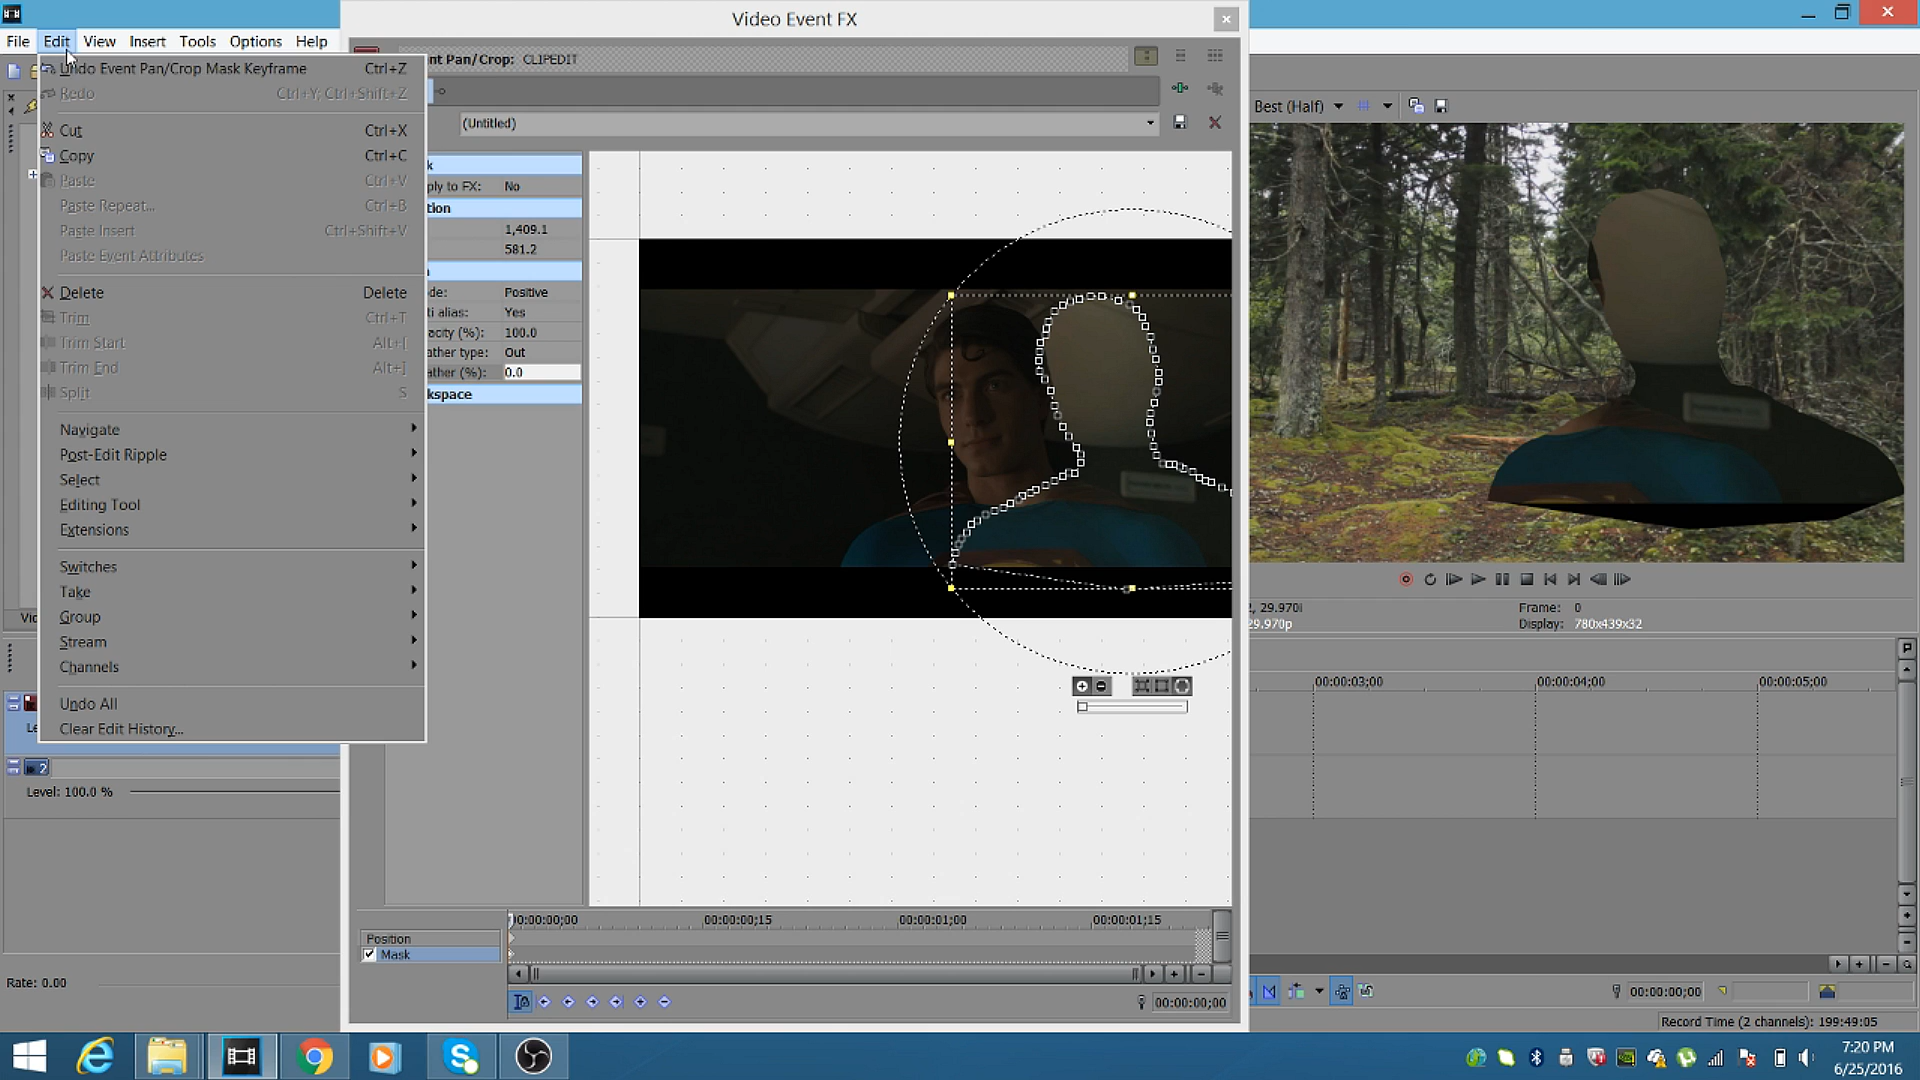 Video Event FX
File Edit View Insert Tools Options Help
Undo Event Pan/Crop Mask Keyframe Ctrl+Z
Redo Ctrl+Y; Ctrl+Shift+Z
Cut Ctrl+X
Copy Ctrl+C
Paste Ctrl+V
Paste Repeat... Ctrl+B
Paste Insert Ctrl+Shift+V
Paste Event Attributes
Delete Delete
Trim Ctrl+T
Trim Start Alt+[
Trim End Alt+]
Split S
Navigate
Post-Edit Ripple
Select
Editing Tool
Extensions
Switches
Take
Group
Stream
Channels
Undo All
Clear Edit History...
nt Pan/Crop: CLIPEDIT
(Untitled)
k
ply to FX: No
tion
1,409.1
581.2
de: Positive
ti alias: Yes
acity (%): 100.0
ather type: Out
ather (%): 0.0
kspace
Best (Half)
2, 29.970i
29.970p
Frame: 0
Display: 780x439x32
00:00:03;00 00:00:04;00 00:00:05;00
Vic
Le
2
Level: 100.0 %
Rate: 0.00
00:00:00;00 00:00:00;15 00:00:01;00 00:00:01;15
Position
Mask
00:00:00;00
00:00:00;00
Record Time (2 channels): 199:49:05
7:20 PM
6/25/2016